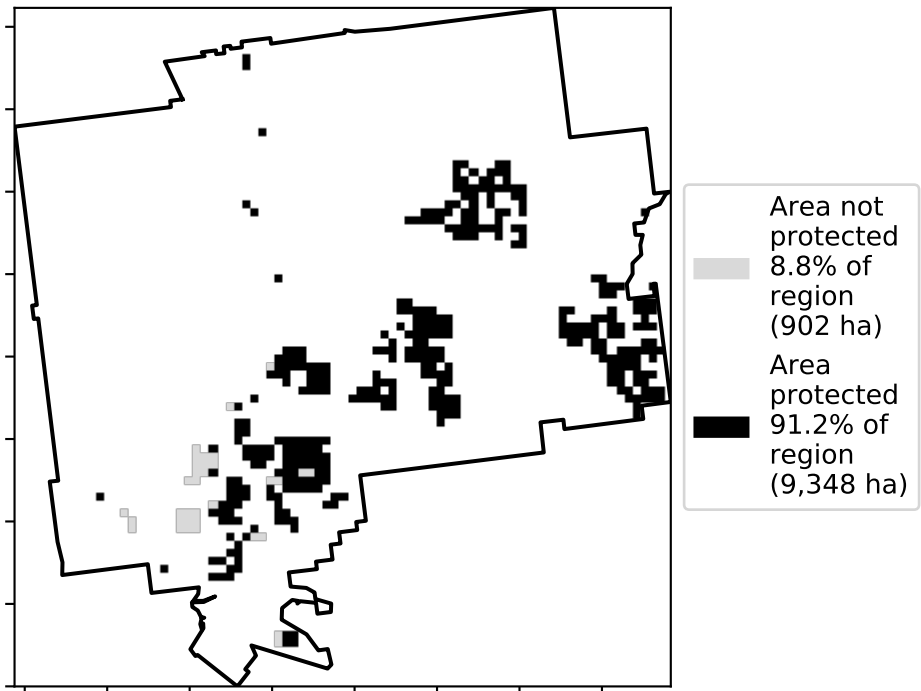 Area not
protected
8.8% of
region
(902 ha)
Area
protected
91.2% of
region
(9,348 ha)